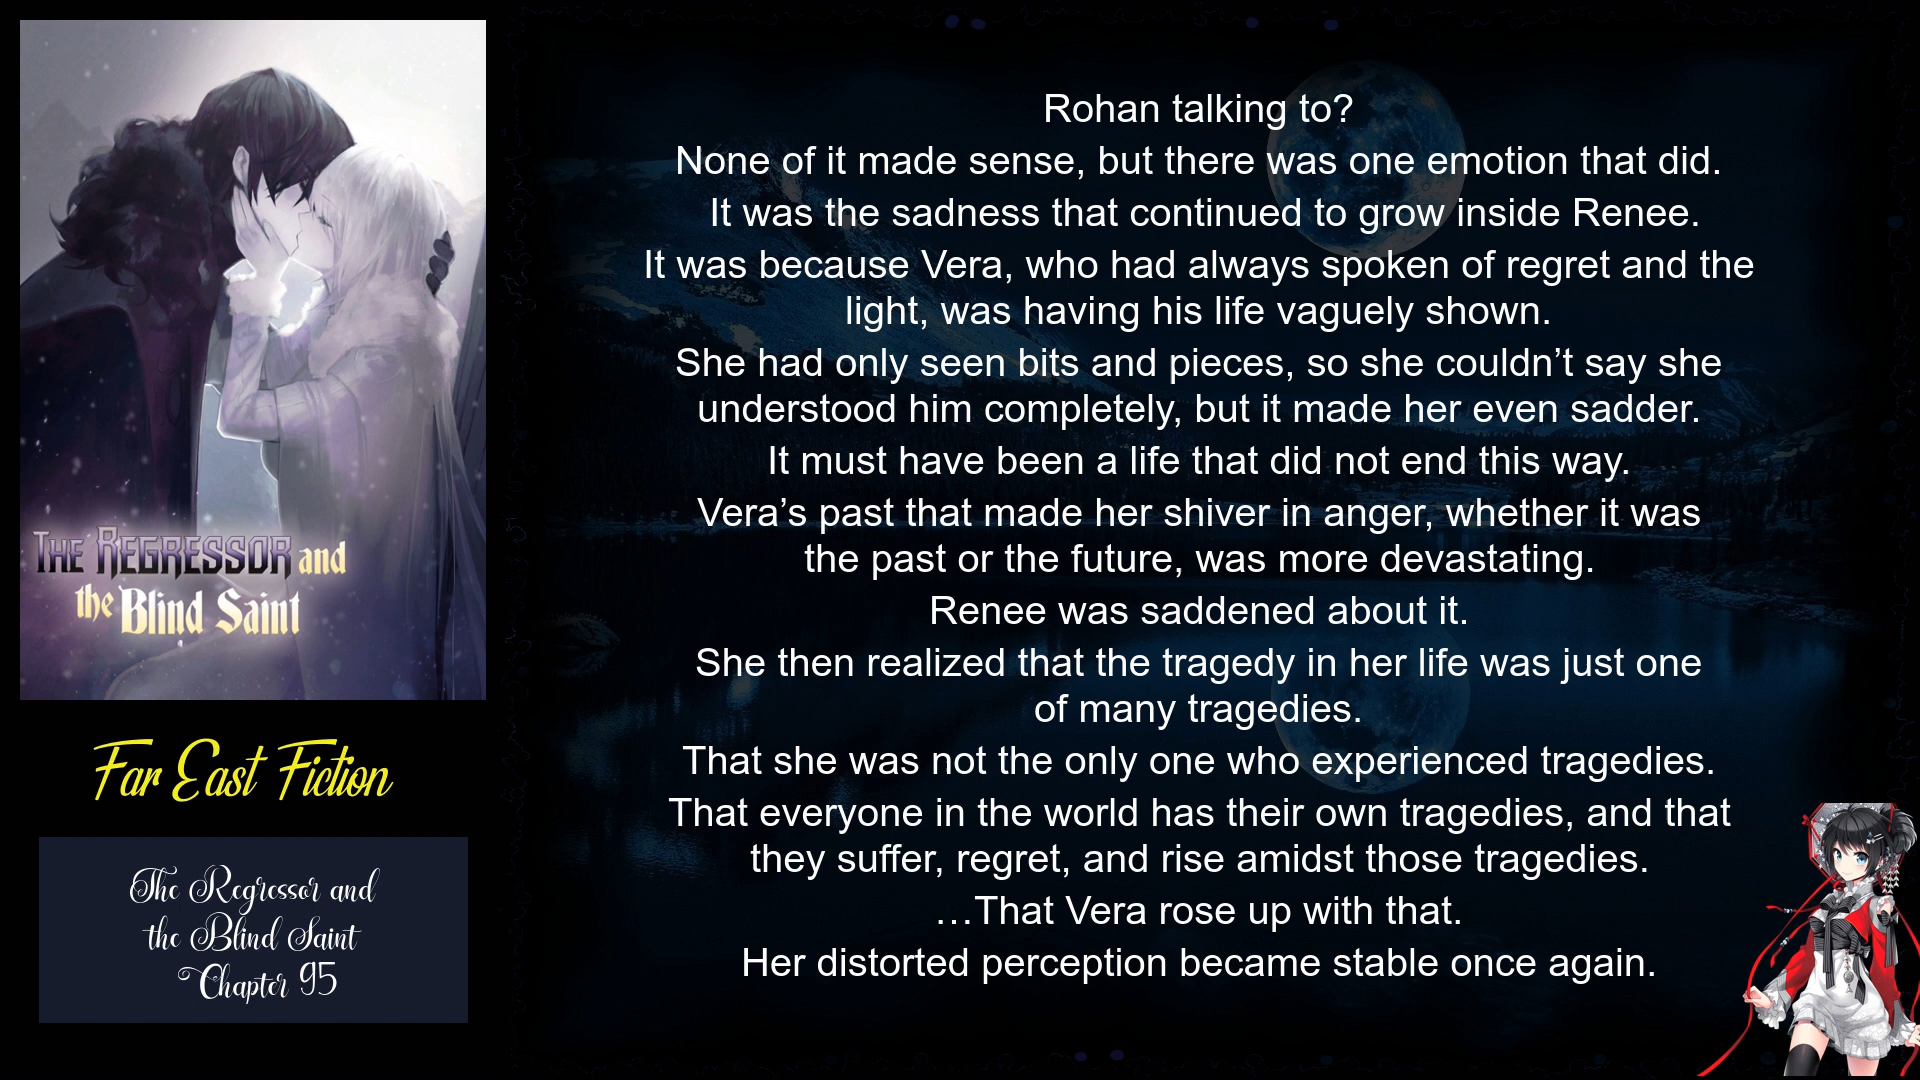 THE REGRESSOR and
the Blind Saint
Far East Fiction
The Regressor and
the Blind Saint
Chapter 95
Rohan talking to?
None of it made sense, but there was one emotion that did.
It was the sadness that continued to grow inside Renee.
It was because Vera, who had always spoken of regret and the
light, was having his life vaguely shown.
She had only seen bits and pieces, so she couldn’t say she
understood him completely, but it made her even sadder.
It must have been a life that did not end this way.
Vera’s past that made her shiver in anger, whether it was
the past or the future, was more devastating.
Renee was saddened about it.
She then realized that the tragedy in her life was just one
of many tragedies.
That she was not the only one who experienced tragedies.
That everyone in the world has their own tragedies, and that
they suffer, regret, and rise amidst those tragedies.
…That Vera rose up with that.
Her distorted perception became stable once again.